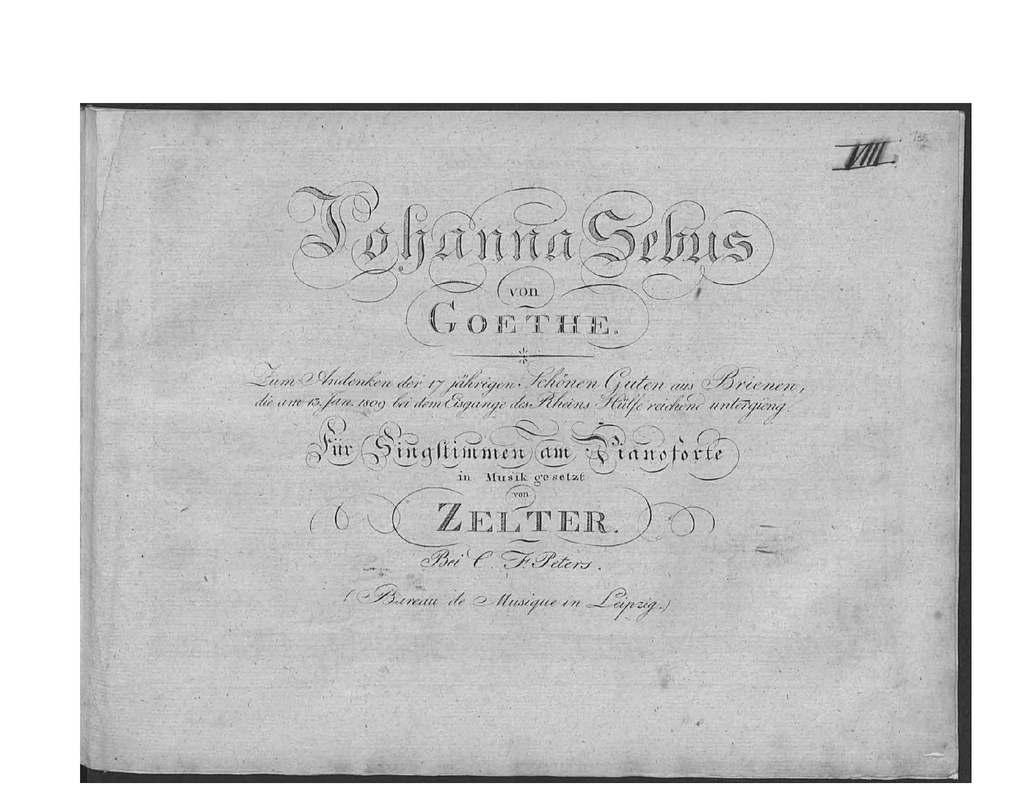 VIII.
Johanna Sebus
von
GOETHE.
Zum Andenken der 17 jährigen Schönen Guten aus Brienen,
die am 13. Jan. 1809 bei dem Eisgange des Rheins Hülfe reichend untergieng.
Für Singstimmen am Pianoforte
in Musik gesetzt
von
ZELTER.
Bei C. F. Peters.
(Bureau de Musique in Leipzig.)